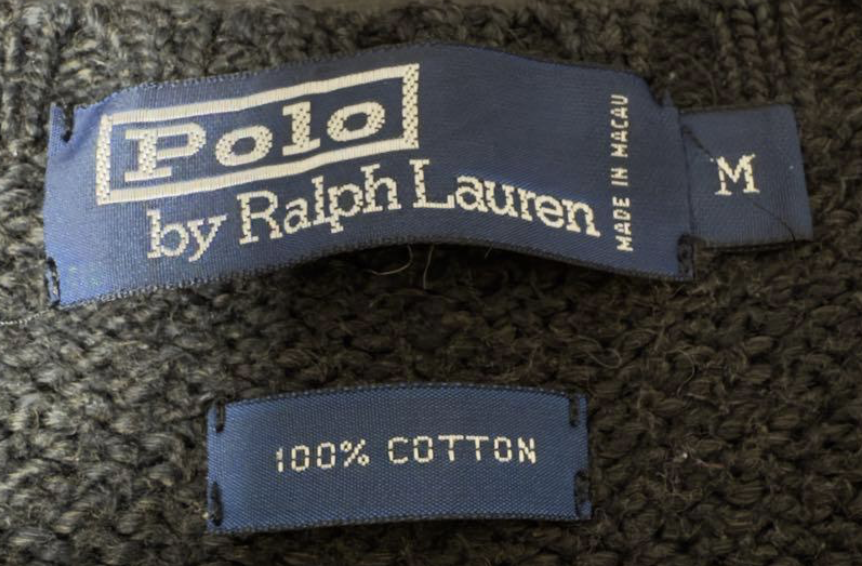 Polo
by Ralph Lauren
MADE IN MACAU
M
100% COTTON